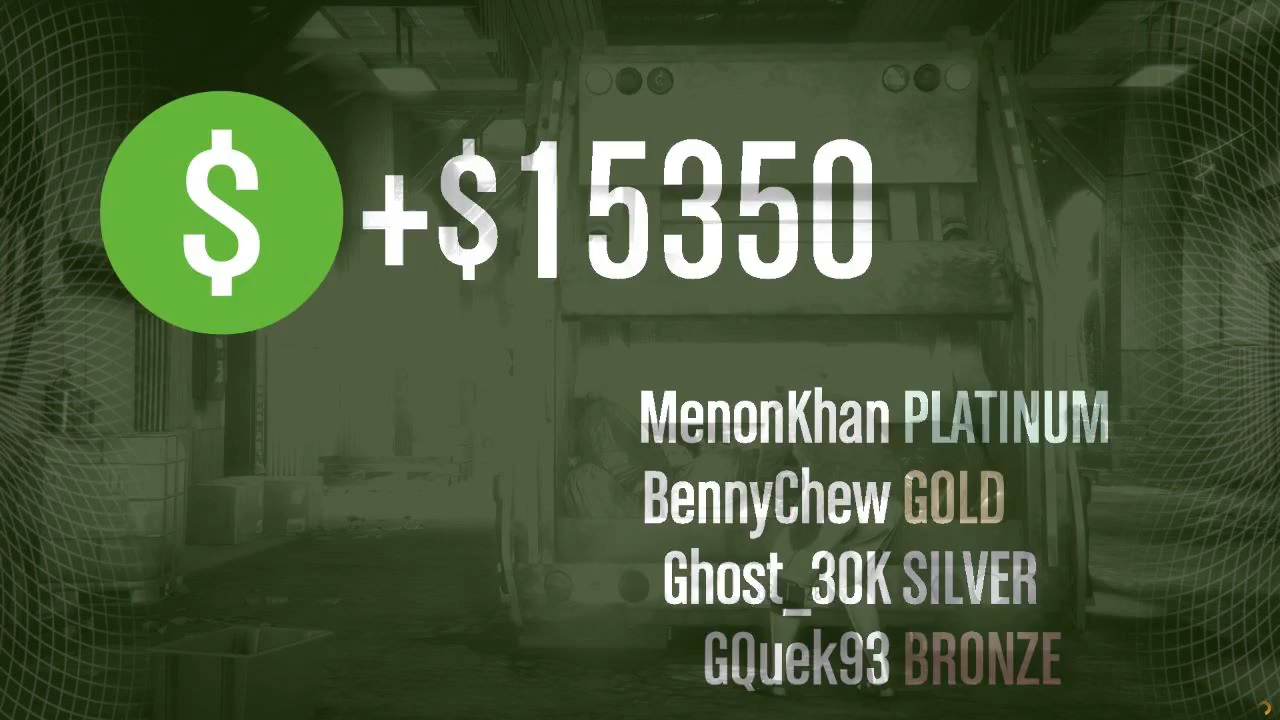 $ +$15350
MenonKhan PLATINUM
BennyChew GOLD
Ghost_30K SILVER
GQuek93 BRONZE